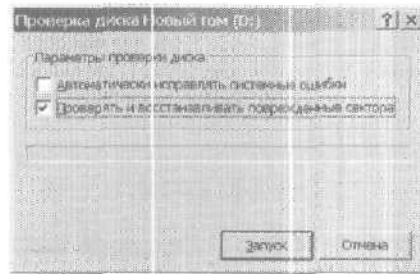 Проверка диска Новый том (D:)
Параметры проверки диска
Автоматически исправлять системные ошибки
Проверять и восстанавливать поврежденные сектора
Запуск
Отмена